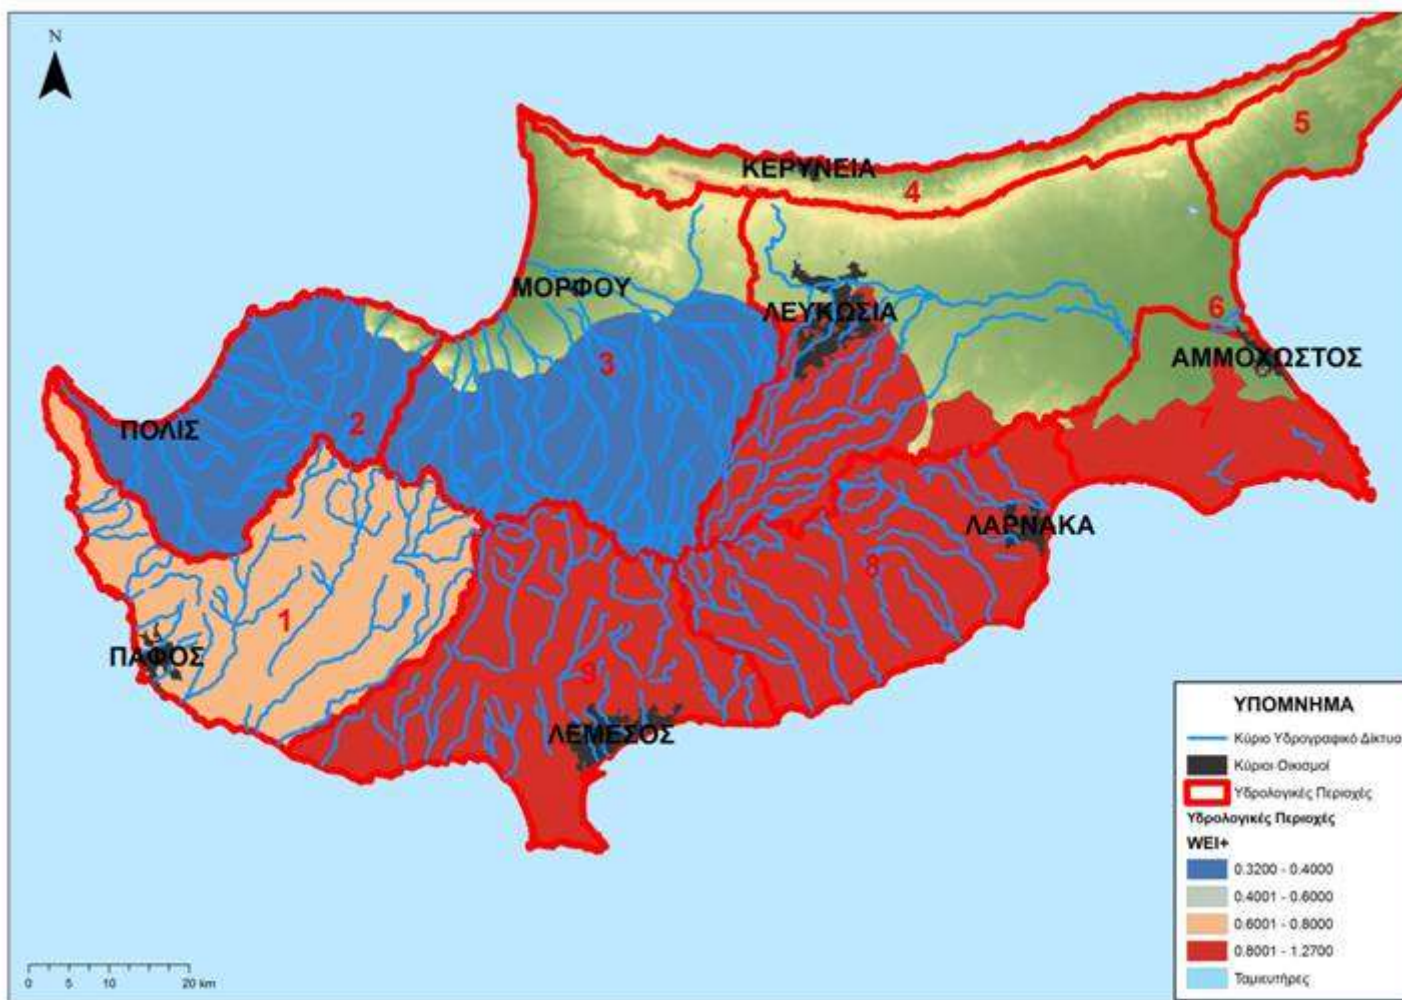 N
5
ΚΕΡΥΝΕΙΑ
4
ΜΟΡΦΟΥ
ΛΕΥΚΩΣΙΑ
6
3
ΑΜΜΟΧΩΣΤΟΣ
7
ΠΟΛΙΣ
2
ΛΑΡΝΑΚΑ
8
1
ΠΑΦΟΣ
9
ΛΕΜΕΣΟΣ
ΥΠΟΜΝΗΜΑ
Κύριο Υδρογραφικό Δίκτυο
Κύριοι Οικισμοί
Υδρολογικές Περιοχές
Υδρολογικές Περιοχές
WEI+
0.3200 - 0.4000
0.4001 - 0.6000
0.6001 - 0.8000
0.8001 - 1.2700
Ταμιευτήρες
0 5 10 20 km